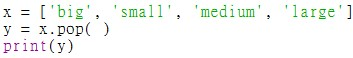 x = ['big', 'small', 'medium', 'large']
y = x.pop( )
print(y)